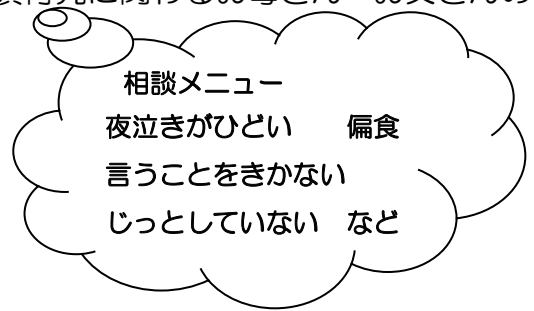 相談メニュー
夜泣きがひどい　偏食
言うことをきかない
じっとしていない　など